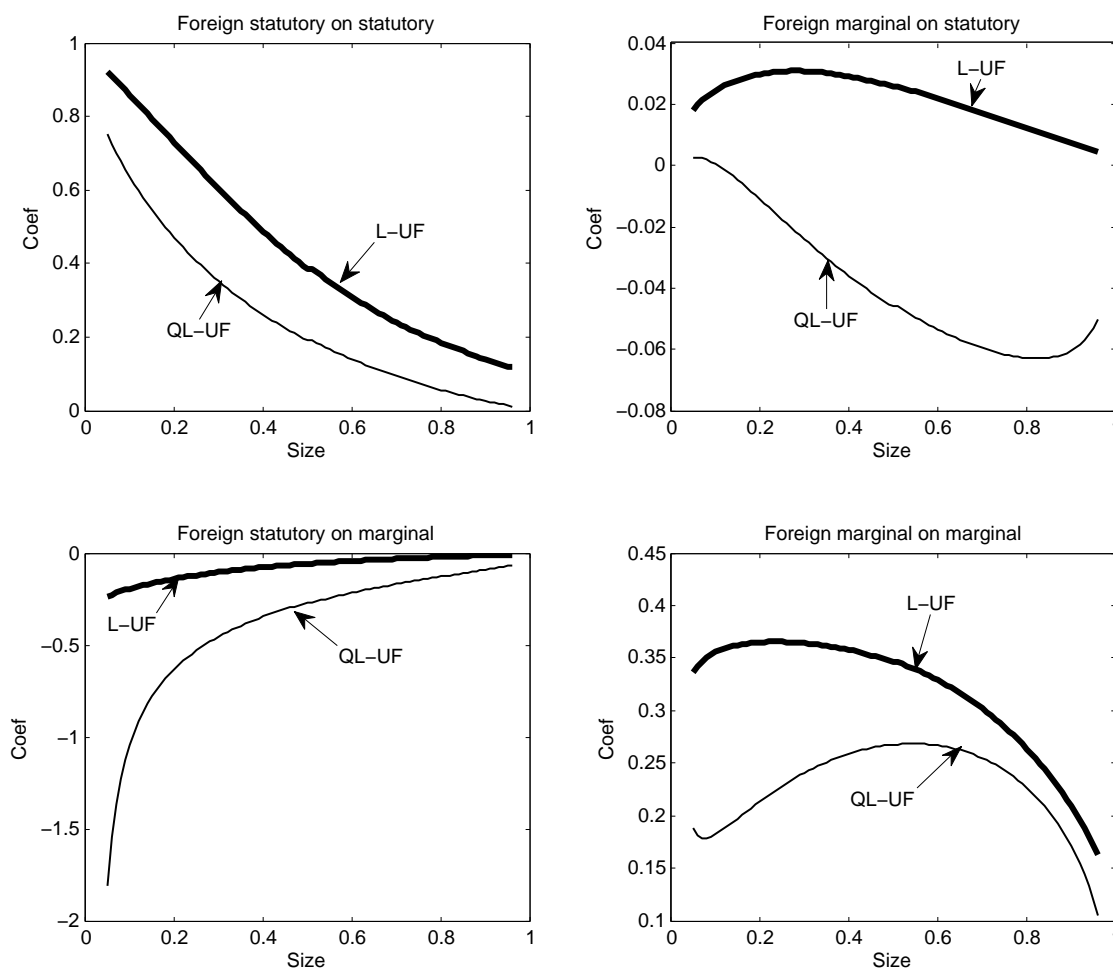 Foreign statutory on statutory
1
0.8
0.6
0.4
0.2
0
0
0.2
0.4
0.6
0.8
1
Size
Coef
L−UF
QL−UF
Foreign marginal on statutory
0.04
0.02
0
−0.02
−0.04
−0.06
−0.08
0
0.2
0.4
0.6
0.8
1
Size
Coef
L−UF
QL−UF
Foreign statutory on marginal
0
−0.5
−1
−1.5
−2
0
0.2
0.4
0.6
0.8
1
Size
Coef
L−UF
QL−UF
Foreign marginal on marginal
0.45
0.4
0.35
0.3
0.25
0.2
0.15
0.1
0
0.2
0.4
0.6
0.8
1
Size
Coef
L−UF
QL−UF